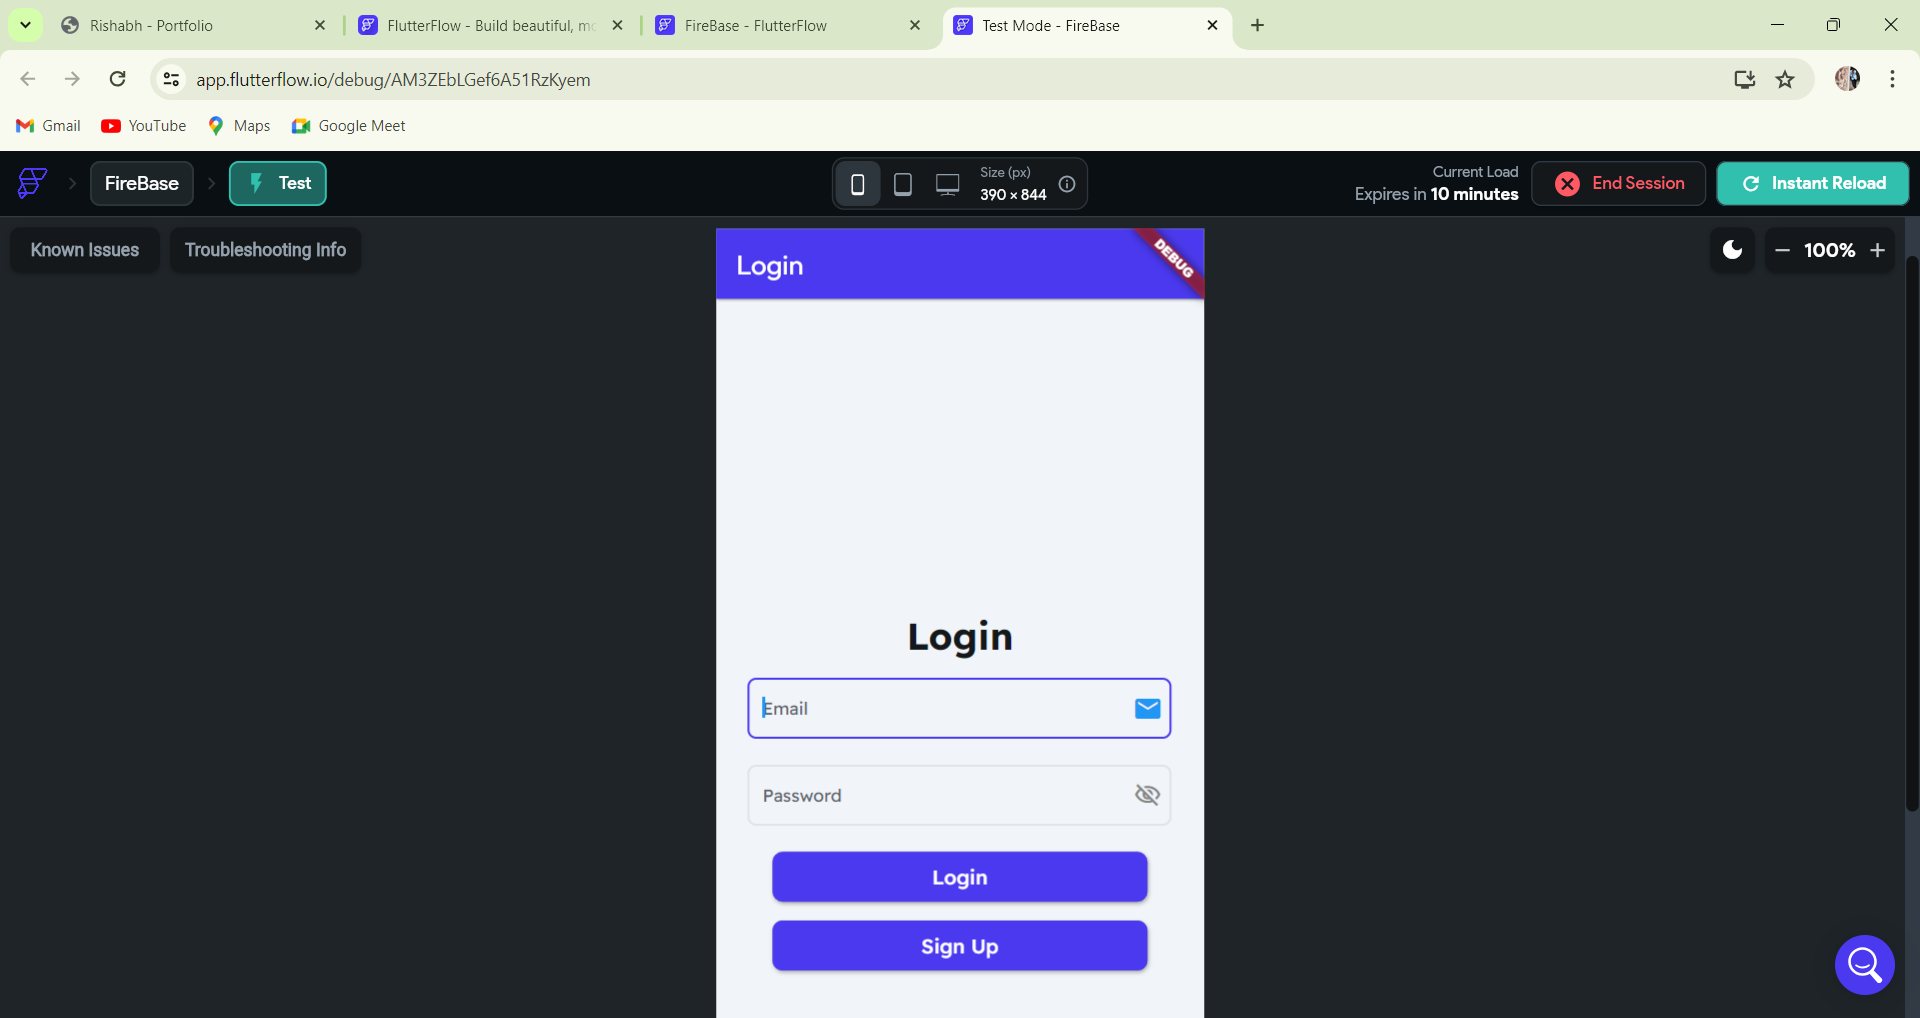 Rishabh - Portfolio
FlutterFlow - Build beautiful, mo
FireBase - FlutterFlow
Test Mode - FireBase
app.flutterflow.io/debug/AM3ZEbLGef6A51RzKyem
Gmail
YouTube
Maps
Google Meet
FireBase
Test
Size (px)
390 × 844
Current Load
Expires in 10 minutes
End Session
Instant Reload
Known Issues
Troubleshooting Info
100%
Login
DEBUG
Login
Email
Password
Login
Sign Up